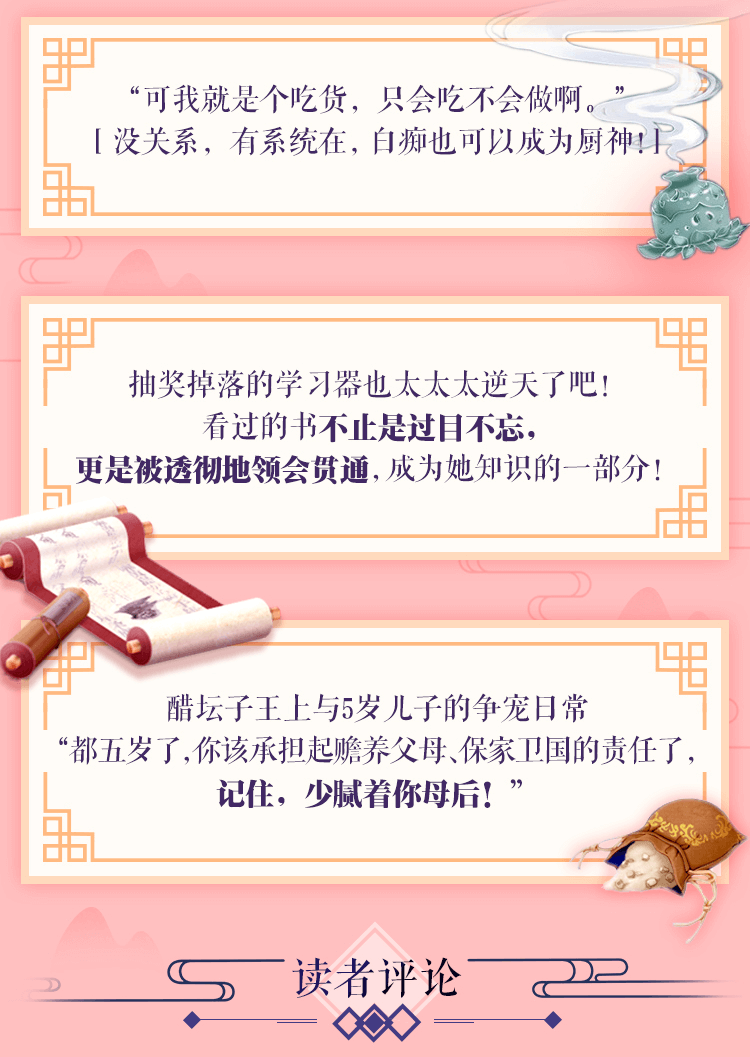 “可我就是个吃货，只会吃不会做啊。”
[ 没关系，有系统在，白痴也可以成为厨神！]
抽奖掉落的学习器也太太太逆天了吧！
看过的书不止是过目不忘，
更是被透彻地领会贯通，成为她知识的一部分！
醋坛子王上与5岁儿子的争宠日常
“都五岁了，你该承担起赡养父母、保家卫国的责任了，
记住，少腻着你母后！”
读者评论